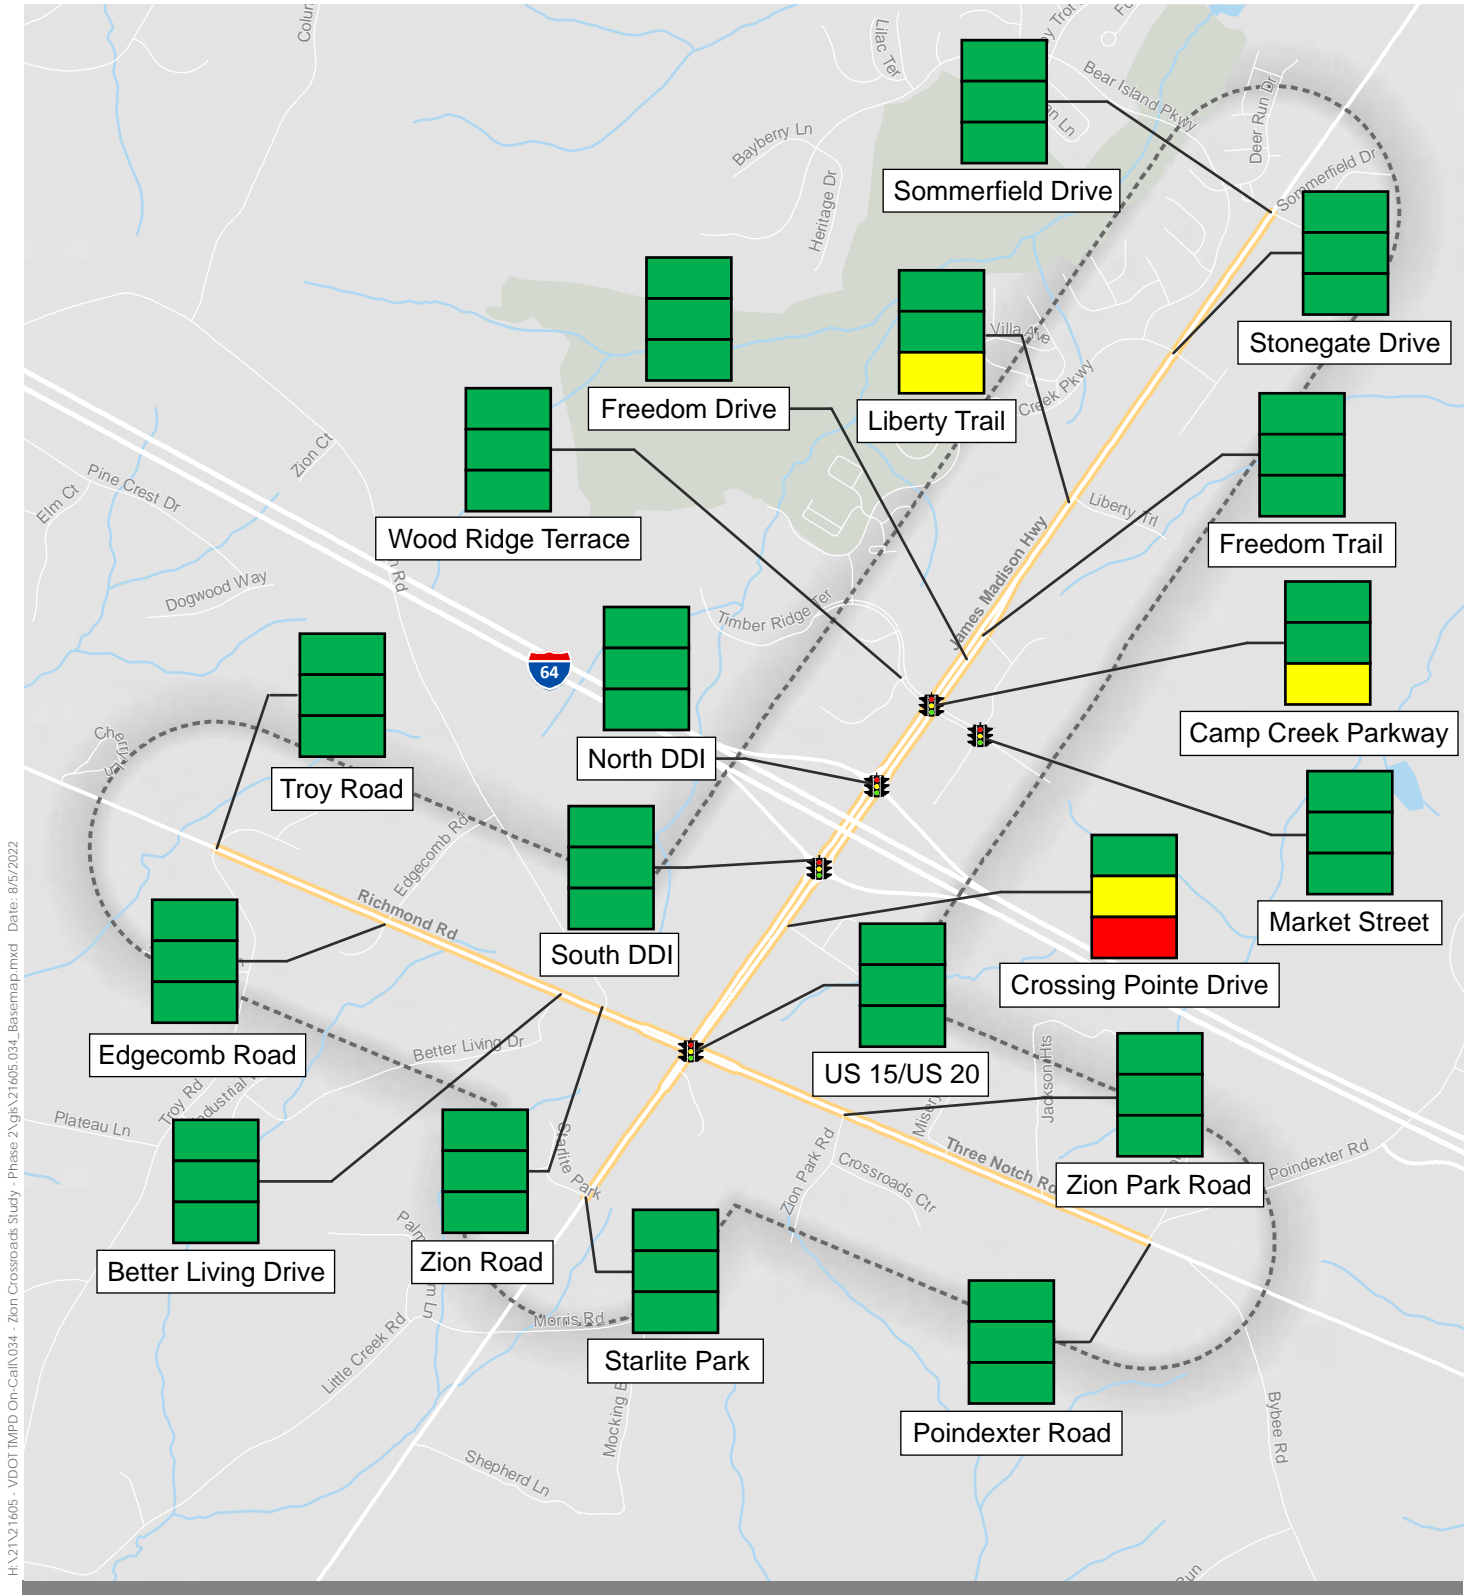 Lilac Ter
Bear Island Pkwy
Deer Run Dr
Bayberry Ln
Sommerfield Dr
Sommerfield Drive
Heritage Dr
Villa Ave
Stonegate Drive
Creek Pkwy
Freedom Drive
Liberty Trail
Zion Ct
Pine Crest Dr
Elm Ct
Liberty Trl
Wood Ridge Terrace
Freedom Trail
James Madison Hwy
Dogwood Way
Timber Ridge Ter
64
Camp Creek Parkway
North DDI
Cherry Ln
Troy Road
Edgecomb Rd
Richmond Rd
Market Street
South DDI
Crossing Pointe Drive
Edgecomb Road
Better Living Dr
Jackson Hts
US 15/US 20
Troy Rd
Plateau Ln
Starlite Park
Zion Park Rd
Three Notch Rd
Poindexter Rd
Crossroads Ctr
Zion Park Road
Zion Road
Better Living Drive
Morris Rd
Little Creek Rd
Starlite Park
Bybee Rd
Poindexter Road
Shepherd Ln
Run
H:\21\21605 - VDOT TMPD On-Call\034 - Zion Crossroads Study - Phase 2\gis\21605.034_Basemap.mxd Date: 8/5/2022